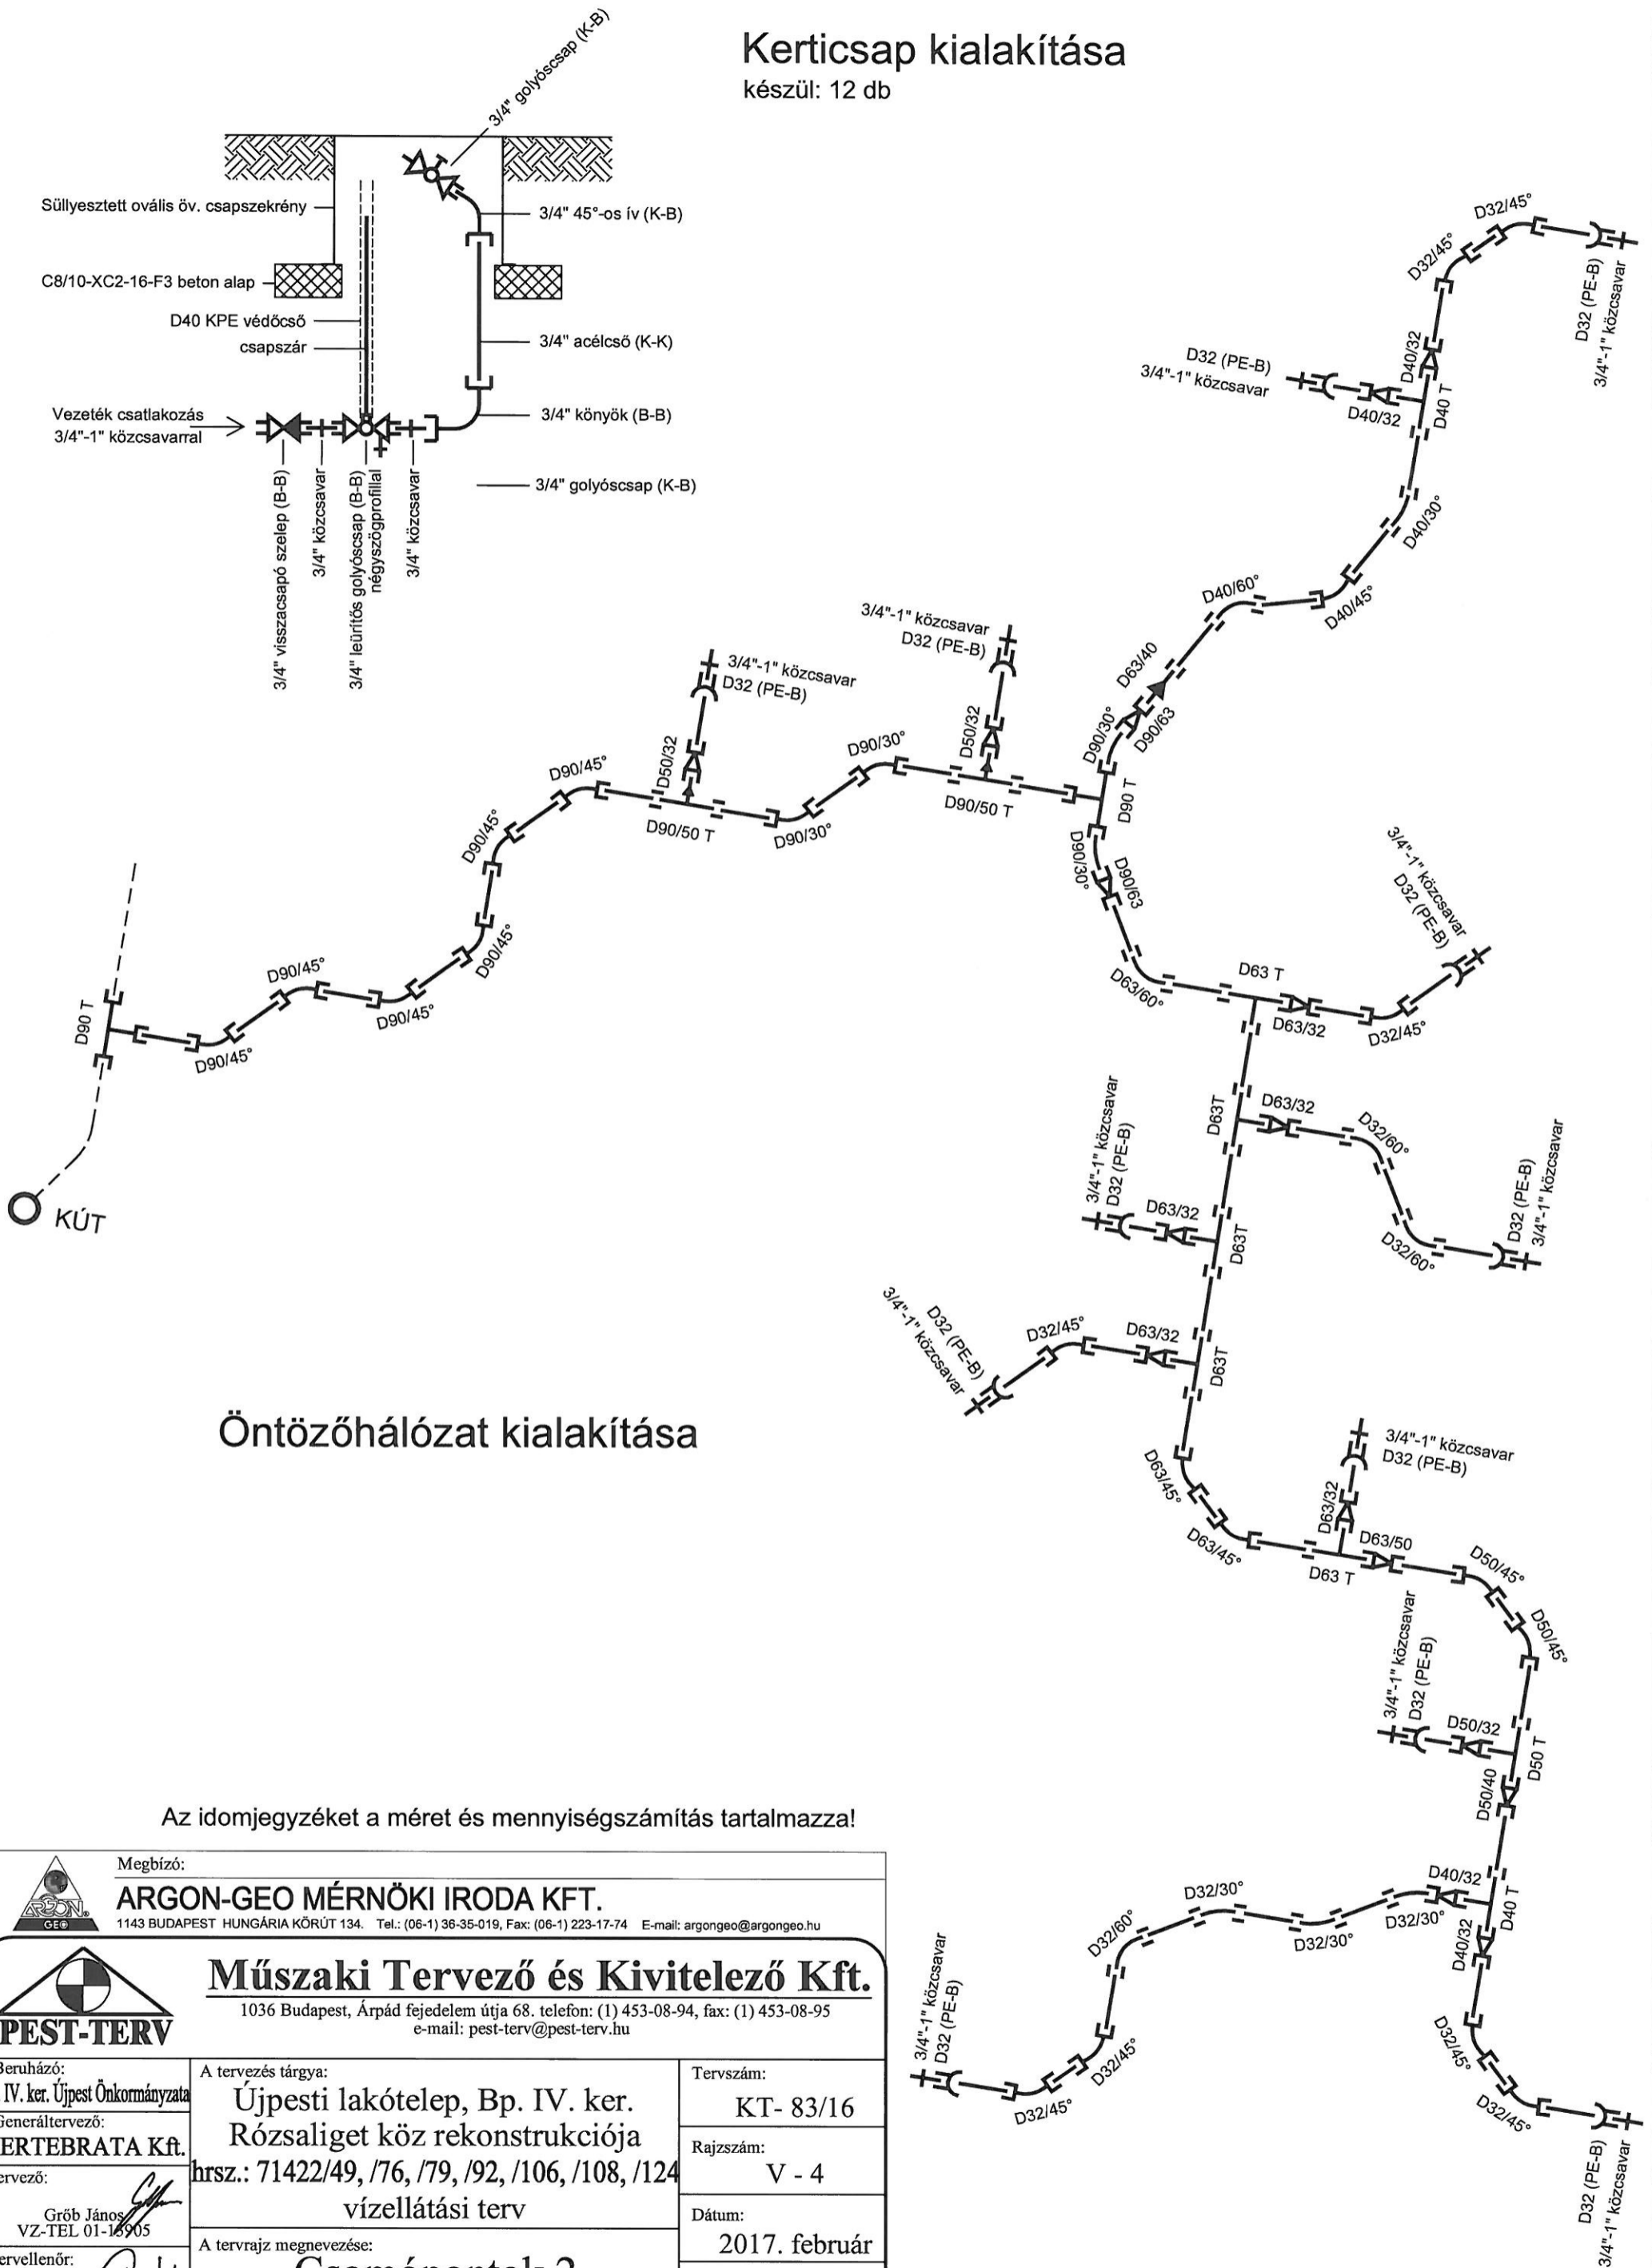 Kerticsap kialakítása
készül: 12 db
3/4" golyóscsap (K-B)
Süllyesztett ovális öv. csapszekrény
3/4" 45°-os ív (K-B)
C8/10-XC2-16-F3 beton alap
D40 KPE védőcső
csapszár
3/4" acélcső (K-K)
Vezeték csatlakozás
3/4"-1" közcsavarral
3/4" könyök (B-B)
3/4" golyóscsap (K-B)
3/4" visszacsapó szelep (B-B)
3/4" közcsavar
3/4" leürítős golyóscsap (B-B)
négyszögprofillal
3/4" közcsavar
D32/45°
D32/45°
D32 (PE-B)
3/4"-1" közcsavar
D40/32
D32 (PE-B)
3/4"-1" közcsavar
D40/32
D40 T
D40/30°
D40/45°
D40/60°
D63/40
D90/63
D90/30°
D90 T
3/4"-1" közcsavar
D32 (PE-B)
D50/32
D90/50 T
D90/30°
D90/30°
3/4"-1" közcsavar
D32 (PE-B)
D50/32
D90/50 T
D90/45°
D90/45°
D90/45°
D90/45°
D90/45°
D90/45°
D90 T
KÚT
D90/30°
D90/63
D63/60°
D63 T
D63/32
D32/45°
3/4"-1" közcsavar
D32 (PE-B)
D63T
D63/32
D32/60°
D32/60°
D32 (PE-B)
3/4"-1" közcsavar
3/4"-1" közcsavar
D32 (PE-B)
D63/32
D63T
D32 (PE-B)
3/4"-1" közcsavar
D32/45°
D63/32
D63T
Öntözőhálózat kialakítása
D63/45°
D63/45°
3/4"-1" közcsavar
D32 (PE-B)
D63/32
D63/50
D63 T
D50/45°
D50/45°
3/4"-1" közcsavar
D32 (PE-B)
D50/32
D50 T
D50/40
D40/32
D40 T
D40/32
D32/30°
D32/30°
D32/30°
D32/60°
D32/45°
D32/45°
3/4"-1" közcsavar
D32 (PE-B)
D32/45°
D32/45°
D32 (PE-B)
3/4"-1" közcsavar
Az idomjegyzéket a méret és mennyiségszámítás tartalmazza!
Megbízó:
ARGON
GEO
ARGON-GEO MÉRNÖKI IRODA KFT.
1143 BUDAPEST HUNGÁRIA KÖRÚT 134. Tel.: (06-1) 36-35-019, Fax: (06-1) 223-17-74 E-mail: argongeo@argongeo.hu
PEST-TERV
Műszaki Tervező és Kivitelező Kft.
1036 Budapest, Árpád fejedelem útja 68. telefon: (1) 453-08-94, fax: (1) 453-08-95
e-mail: pest-terv@pest-terv.hu
Beruházó:
IV. ker. Újpest Önkormányzata
Generáltervező:
ERTEBRATA Kft.
ervező:
Grőb János
VZ-TEL 01-
ervellenőr:
A tervezés tárgya:
Újpesti lakótelep, Bp. IV. ker.
Rózsaliget köz rekonstrukciója
hrsz.: 71422/49, /76, /79, /92, /106, /108, /124
vízellátási terv
A tervrajz megnevezése:
Csomópontok 2
Tervszám:
KT- 83/16
Rajzszám:
V - 4
Dátum:
2017. február